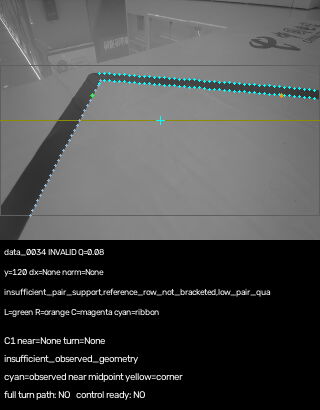 data_0034 INVALID Q=0.08
y=120 dx=None norm=None
insufficient_pair_support,reference_row_not_bracketed,low_pair_qua
L=green R=orange C=magenta cyan=ribbon
C1 near=None turn=None
insufficient_observed_geometry
cyan=observed near midpoint yellow=corner
full turn path: NO control ready: NO